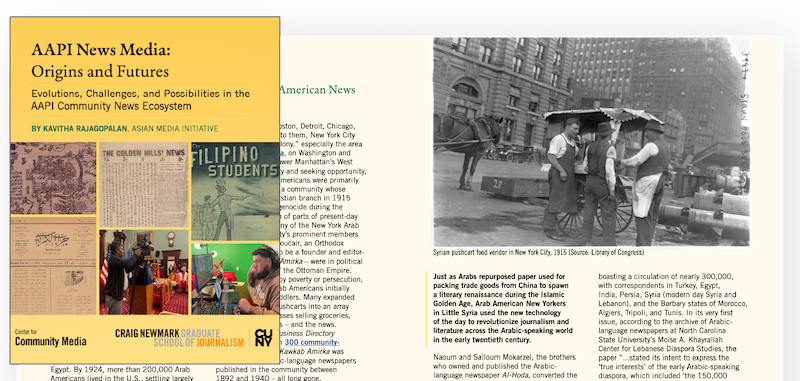 AAPI News Media:
Origins and Futures
Evolutions, Challenges, and Possibilities in the
AAPI Community News Ecosystem
BY KAVITHA RAJAGOPALAN, ASIAN MEDIA INITIATIVE
THE GOLDEN HILLS' NEWS
FILIPINO
STUDENTS
Center for
Community Media
CRAIG NEWMARK GRADUATE
SCHOOL OF JOURNALISM
CU
NY
By 1924, more than 200,000 Arab
Americans lived in the U.S., settling largely
American News
oston, Detroit, Chicago,
to them, New York City
lony,” especially the area
, on Washington and
ower Manhattan’s West
y and seeking opportunity,
mericans were primarily
a community whose
stian branch in 1915
genocide during the
n of parts of present-day
ny of the New York Arab
ty’s prominent members
oucair, an Orthodox
o be a founder and editor-
Amirka – were in political
the Ottoman Empire.
by poverty or persecution,
ab Americans initially
ddlers. Many expanded
ushcarts into an array
sses selling groceries,
s – and the news.
Business Directory
n 300 community-
Kawkab Amirka was
ic-language newspapers
published in the community between
1892 and 1940 – all long gone.
Syrian pushcart food vendor in New York City, 1916 (Source: Library of Congress)
Just as Arabs repurposed paper used for
packing trade goods from China to spawn
a literary renaissance during the Islamic
Golden Age, Arab American New Yorkers
in Little Syria used the new technology
of the day to revolutionize journalism and
literature across the Arabic-speaking world
in the early twentieth century.
Naoum and Salloum Mokarzel, the brothers
who owned and published the Arabic-
language newspaper Al-Hoda, converted the
boasting a circulation of nearly 300,000,
with correspondents in Turkey, Egypt,
India, Persia, Syria (modern day Syria and
Lebanon), and the Barbary states of Morocco,
Algiers, Tripoli, and Tunis. In its very first
issue, according to the archive of Arabic-
language newspapers at North Carolina
State University’s Moise A. Khayrallah
Center for Lebanese Diaspora Studies, the
paper “...stated its intent to express the
‘true interests’ of the early Arabic-speaking
diaspora, which included ‘the 150,000